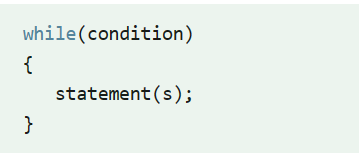 while(condition)
{
   statement(s);
}